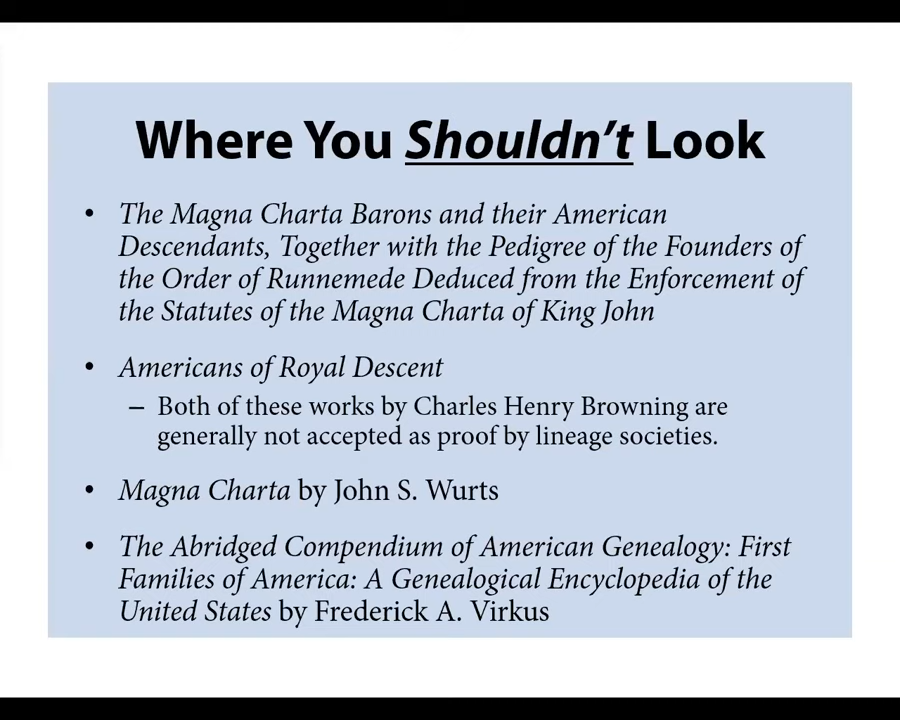 Where You Shouldn't Look
• The Magna Charta Barons and their American
Descendants, Together with the Pedigree of the Founders of
the Order of Runnemede Deduced from the Enforcement of
the Statutes of the Magna Charta of King John
• Americans of Royal Descent
– Both of these works by Charles Henry Browning are
generally not accepted as proof by lineage societies.
• Magna Charta by John S. Wurts
• The Abridged Compendium of American Genealogy: First
Families of America: A Genealogical Encyclopedia of the
United States by Frederick A. Virkus